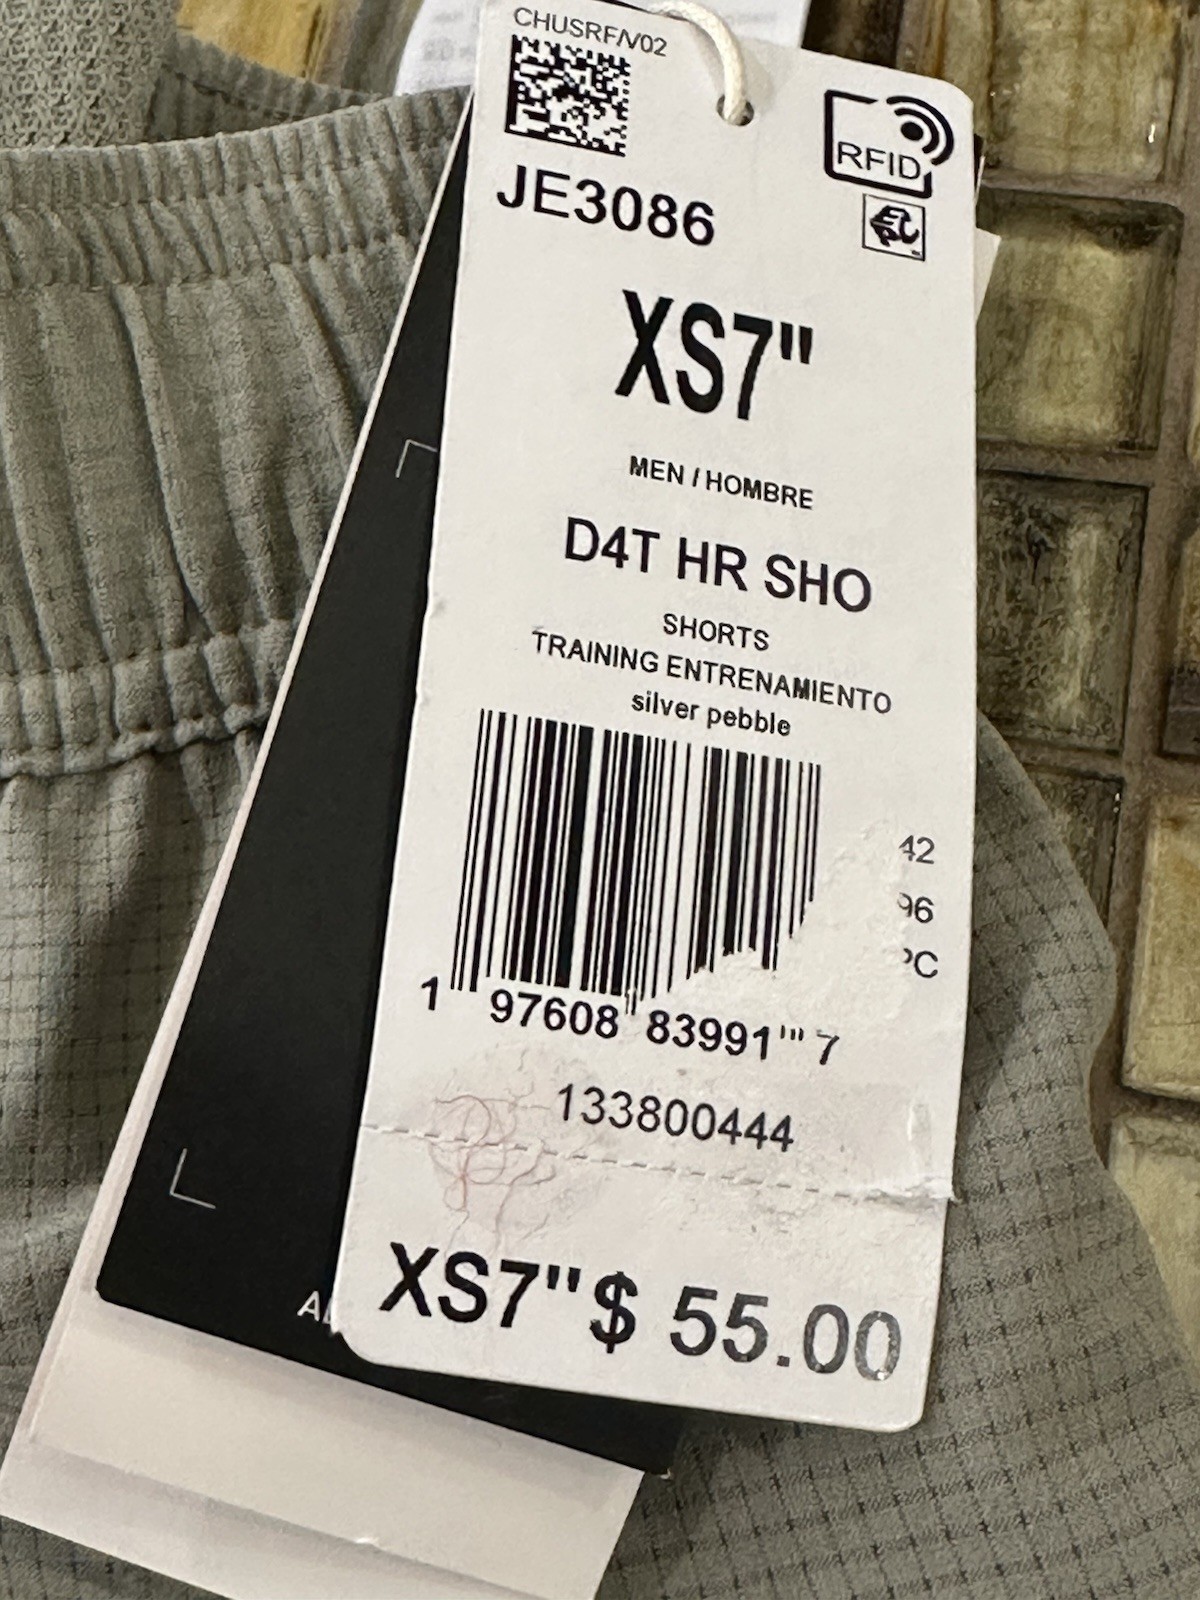 CHUSRF/V02
RFID
JE3086
XS7"
MEN / HOMBRE
D4T HR SHO
SHORTS
TRAINING ENTRENAMIENTO
silver pebble
42
96
PC
1 97608 83991 7
133800444
XS7" $ 55.00